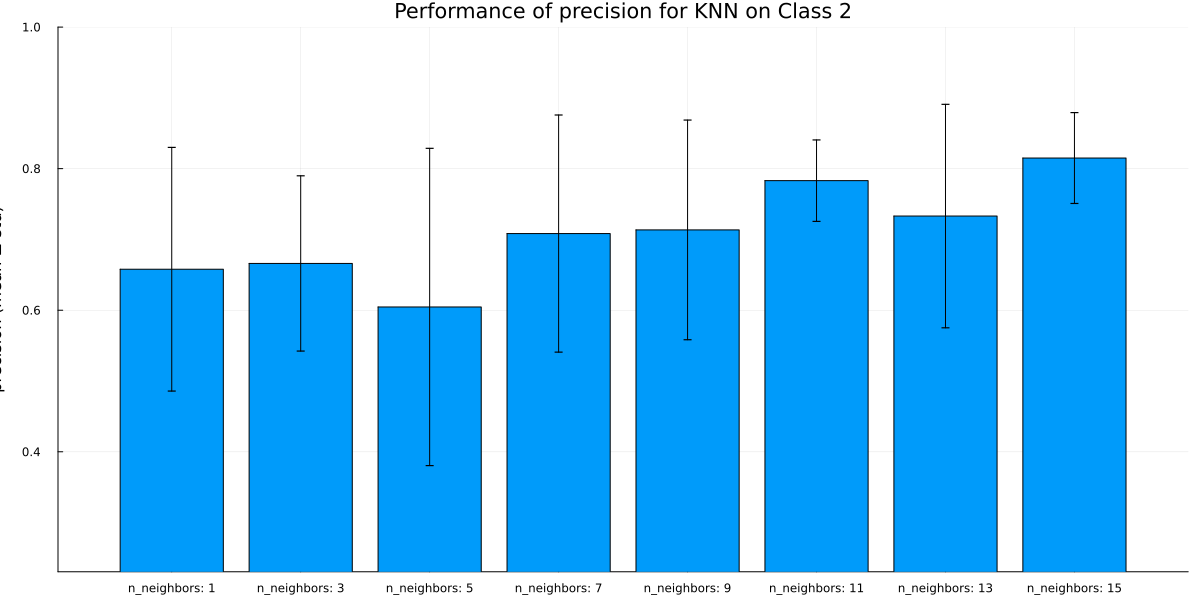 Performance of precision for KNN on Class 2
1.0
0.8
0.6
0.4
n_neighbors: 1
n_neighbors: 3
n_neighbors: 5
n_neighbors: 7
n_neighbors: 9
n_neighbors: 11
n_neighbors: 13
n_neighbors: 15